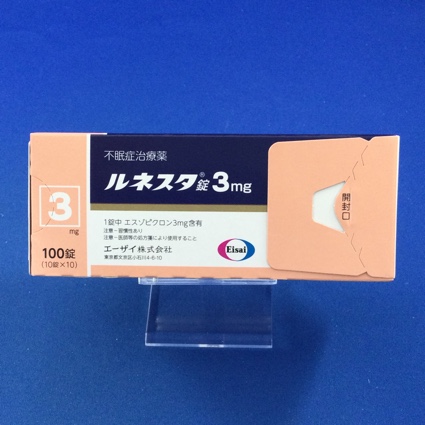 不眠症治療薬
ルネスタ®錠3mg
3
mg
1錠中 エスゾピクロン3mg含有
注意-習慣性あり
注意-医師等の処方箋により使用すること
100錠
(10錠×10)
エーザイ株式会社
東京都文京区小石川4-6-10
Eisai
開封口